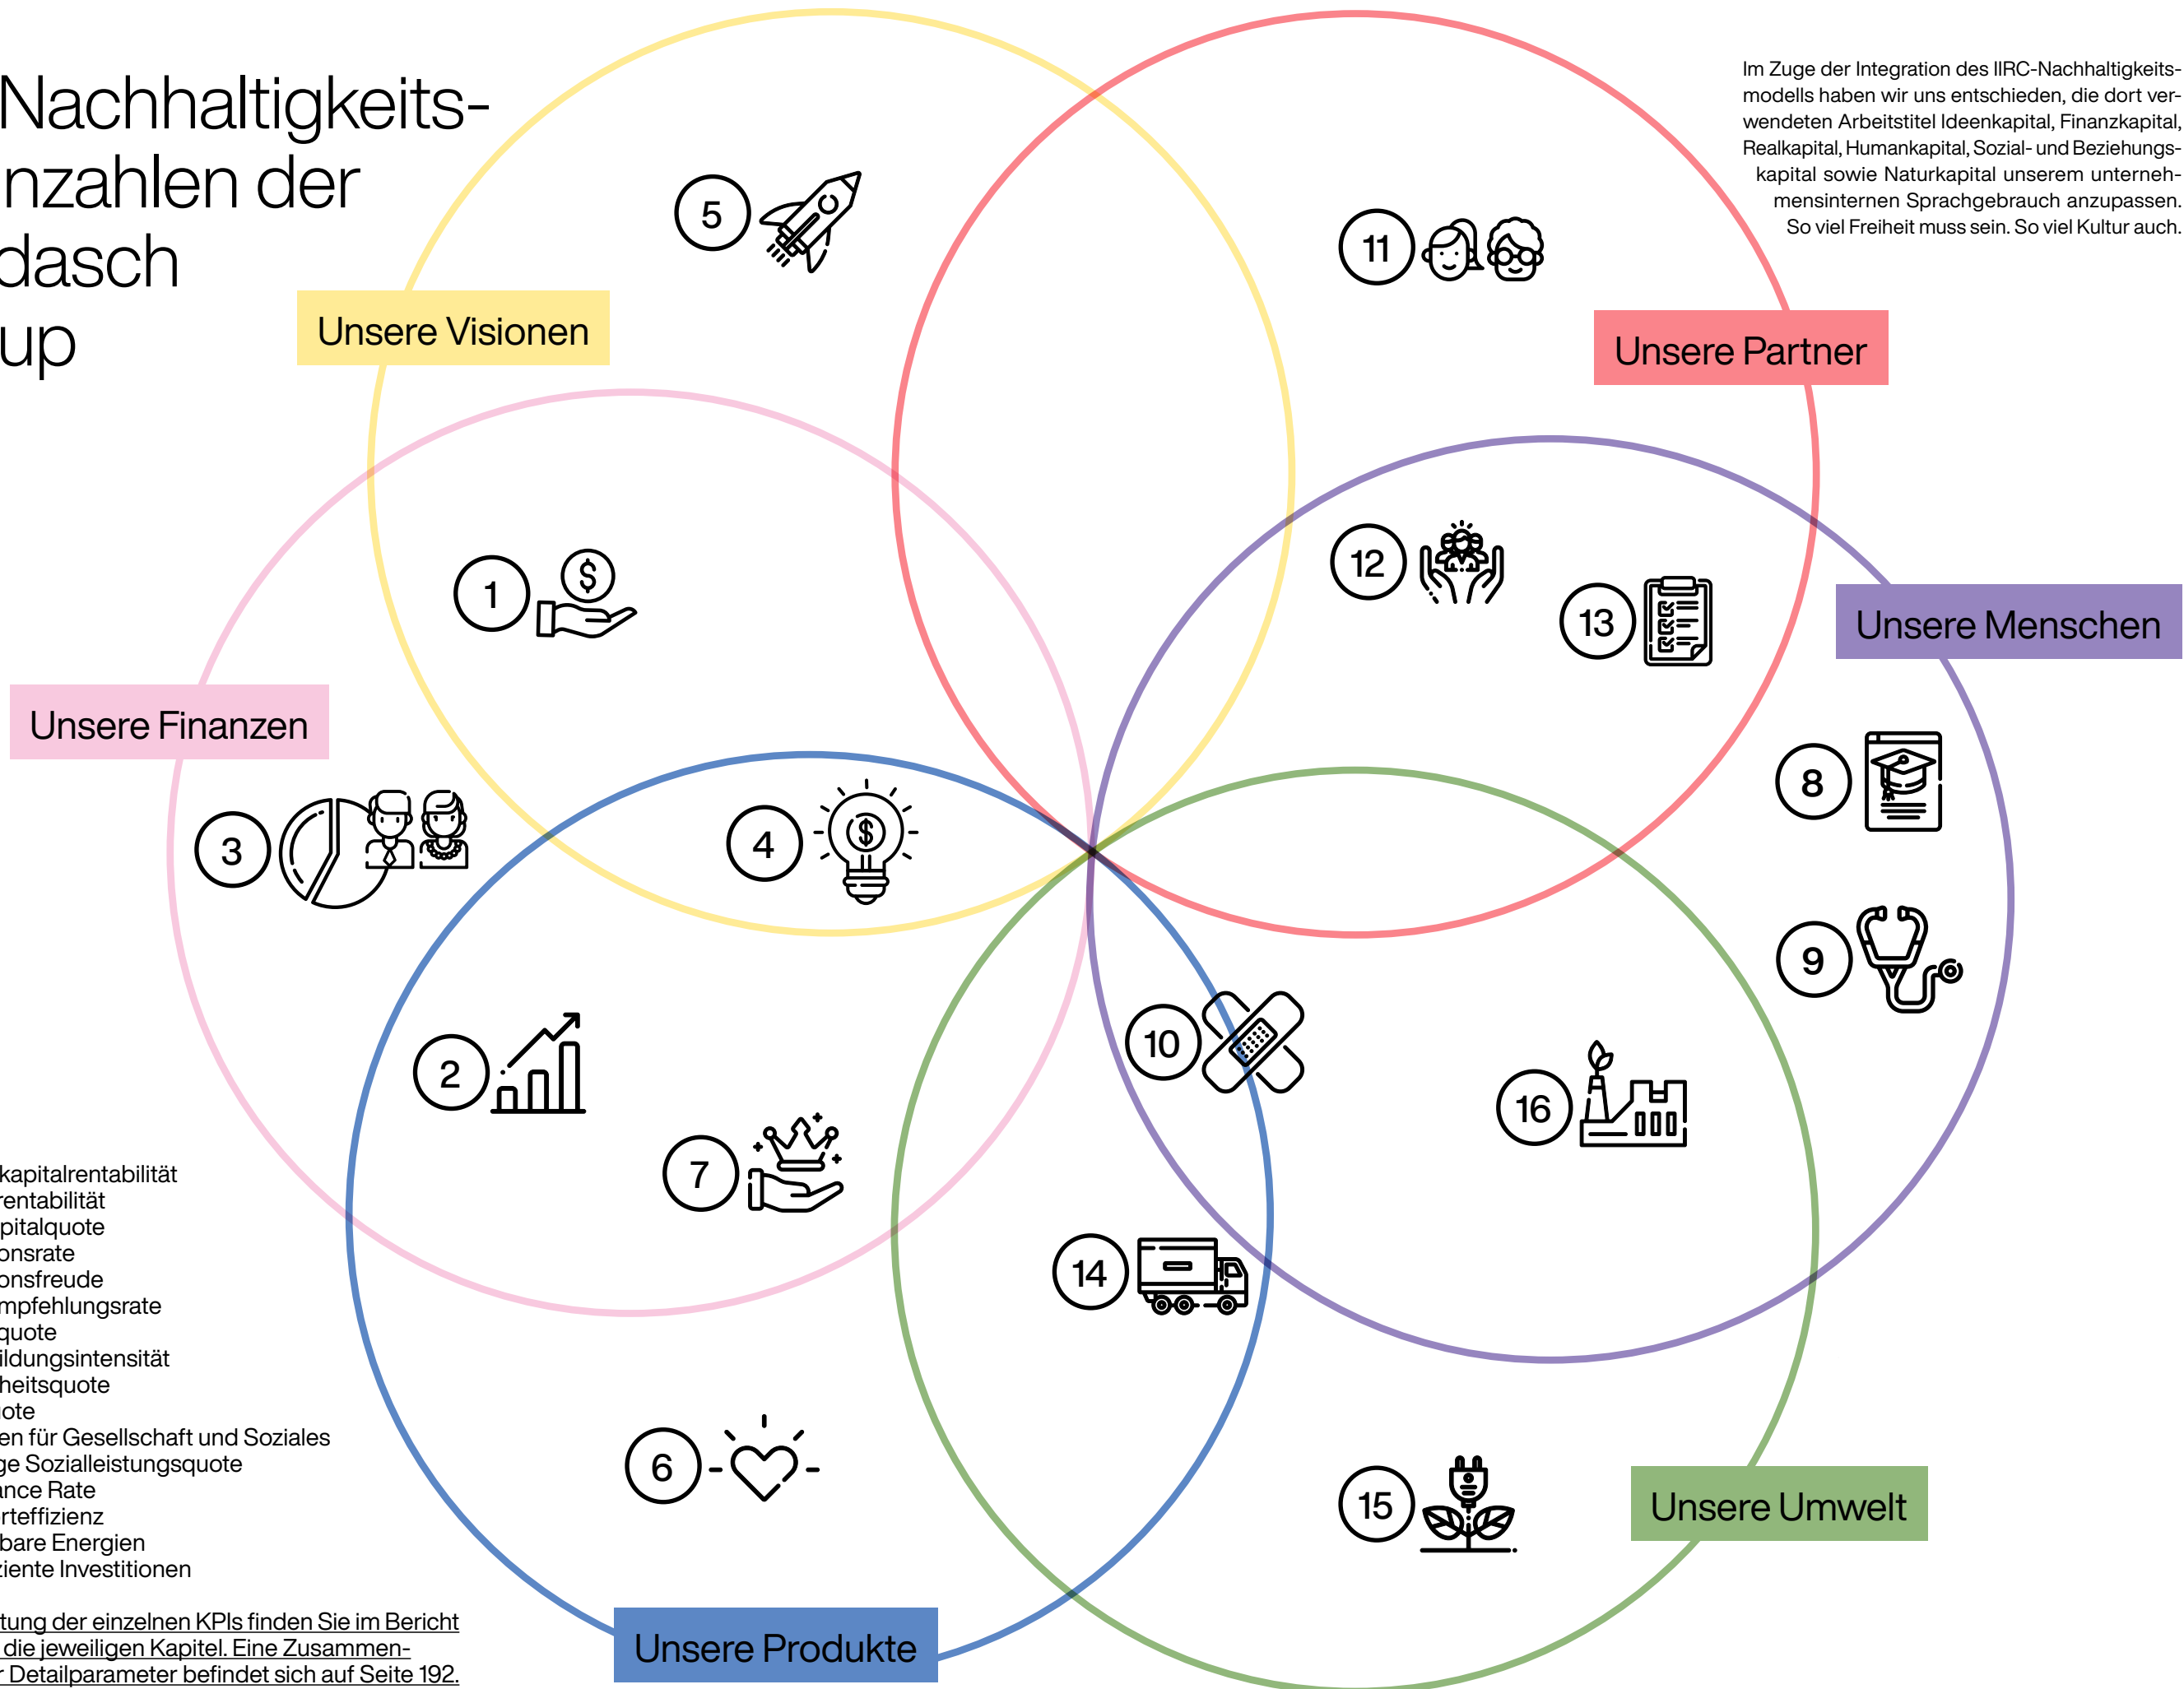 Nachhaltigkeits-
nzahlen der
dasch
up
Im Zuge der Integration des IIRC-Nachhaltigkeits-
modells haben wir uns entschieden, die dort ver-
wendeten Arbeitstitel Ideenkapital, Finanzkapital,
Realkapital, Humankapital, Sozial- und Beziehungs-
kapital sowie Naturkapital unserem unterneh-
mensinternen Sprachgebrauch anzupassen.
So viel Freiheit muss sein. So viel Kultur auch.
5
11
Unsere Visionen
Unsere Partner
12
1
13
Unsere Menschen
Unsere Finanzen
8
3
4
9
10
2
16
7
14
6
15
Unsere Umwelt
Unsere Produkte
kapitalrentabilität
rentabilität
pitalquote
onsrate
onsfreude
mpfehlungsrate
quote
ildungsintensität
heitsquote
ote
en für Gesellschaft und Soziales
ge Sozialleistungsquote
ance Rate
rteffizienz
bare Energien
ziente Investitionen
tung der einzelnen KPIs finden Sie im Bericht
die jeweiligen Kapitel. Eine Zusammen-
r Detailparameter befindet sich auf Seite 192.